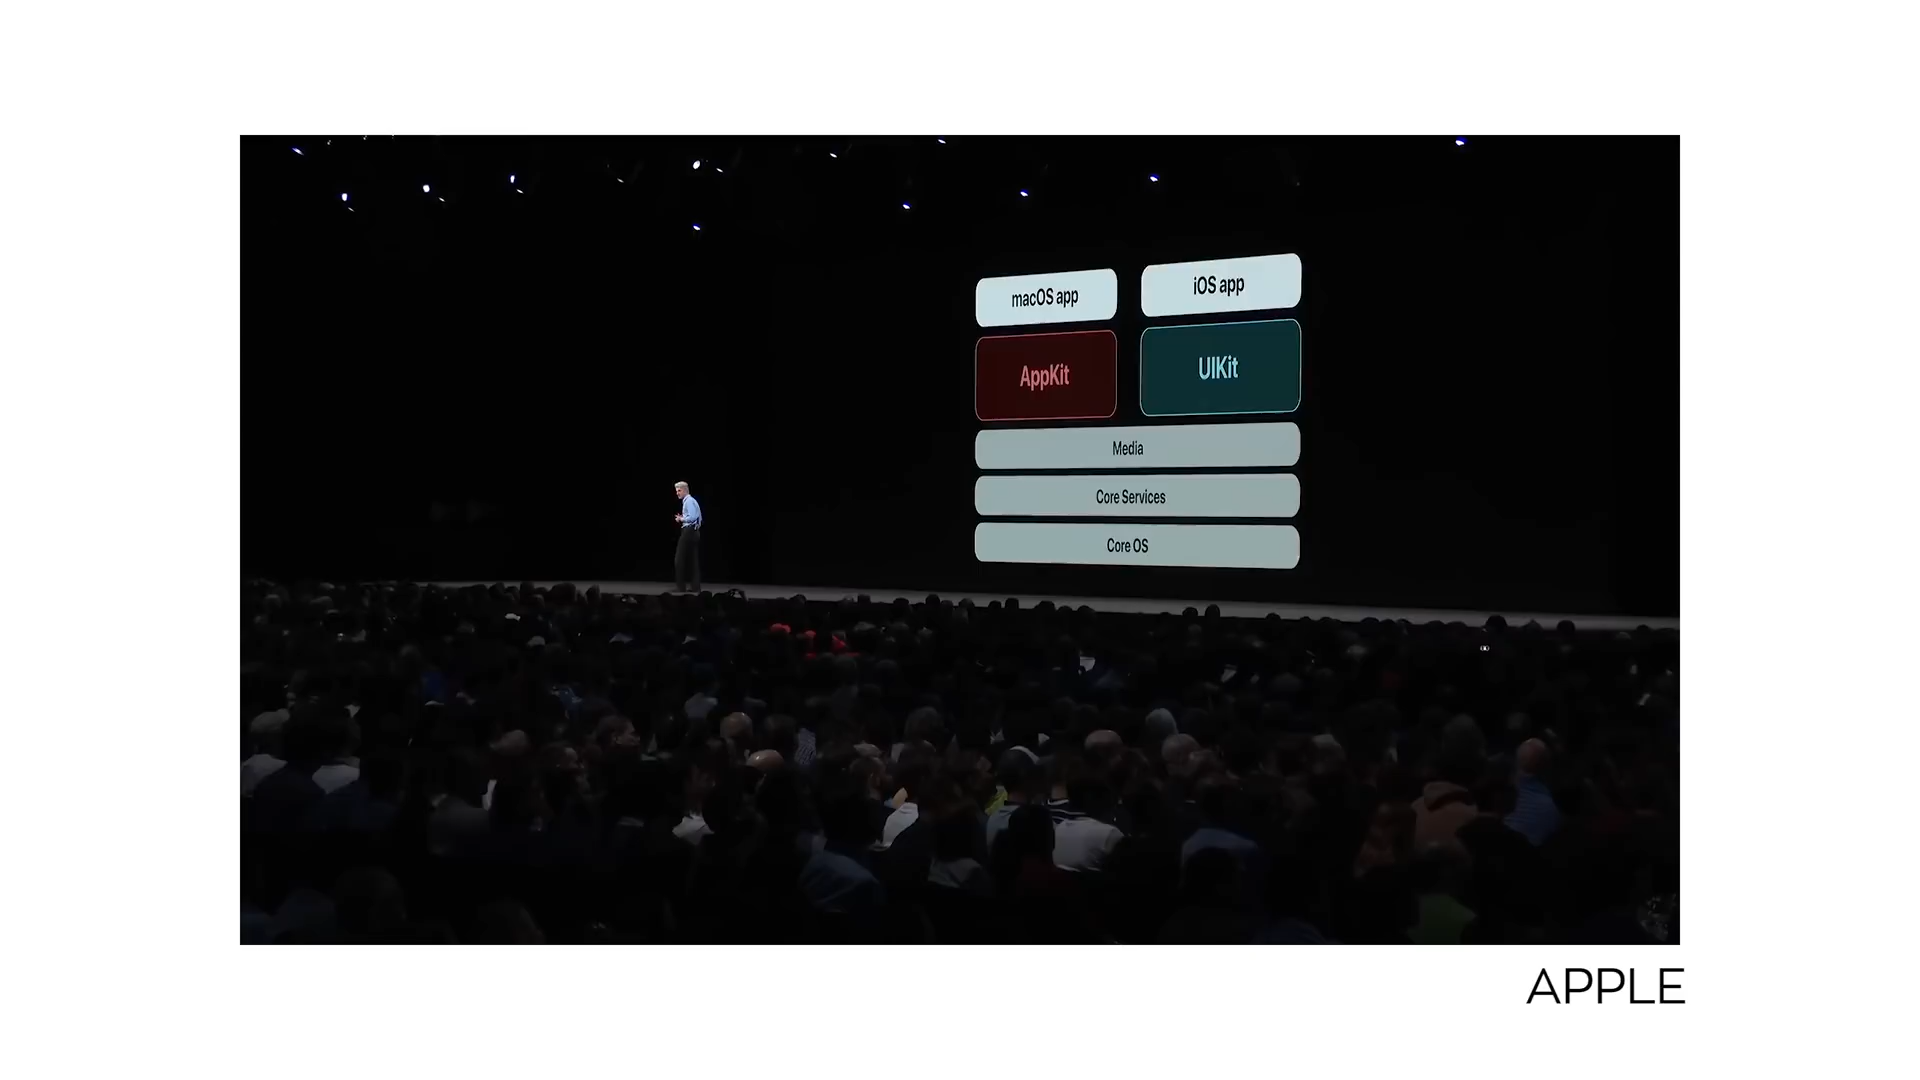 macOS app
iOS app
AppKit
UIKit
Media
Core Services
Core OS
APPLE